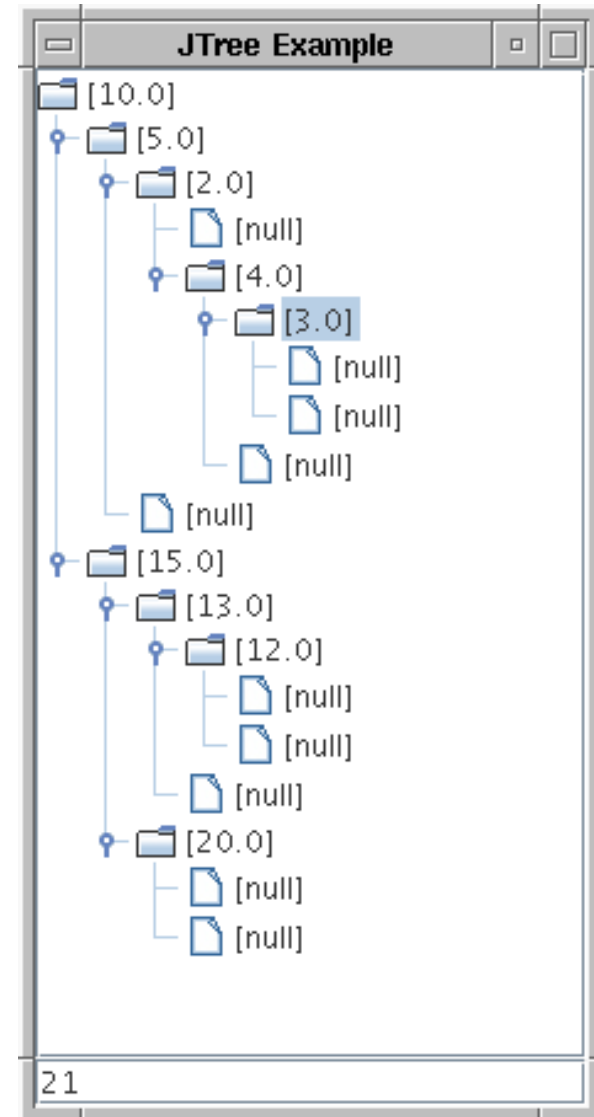 JTree Example
[10.0]
[5.0]
[2.0]
[null]
[4.0]
[3.0]
[null]
[null]
[null]
[null]
[15.0]
[13.0]
[12.0]
[null]
[null]
[null]
[20.0]
[null]
[null]
21